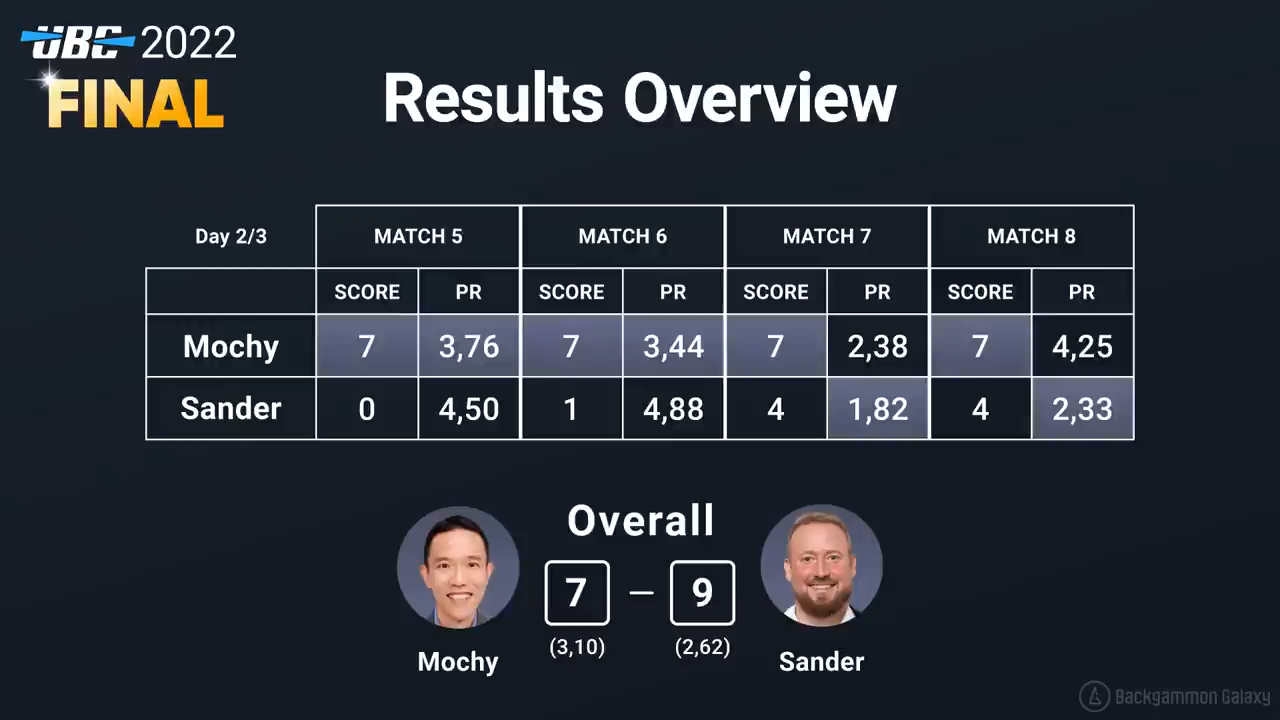 UBC 2022
FINAL
Results Overview
Day 2/3 MATCH 5 MATCH 6 MATCH 7 MATCH 8
SCORE PR SCORE PR SCORE PR SCORE PR
Mochy 7 3,76 7 3,44 7 2,38 7 4,25
Sander 0 4,50 1 4,88 4 1,82 4 2,33
Overall
7 – 9
(3,10) (2,62)
Mochy Sander
Backgammon Galaxy